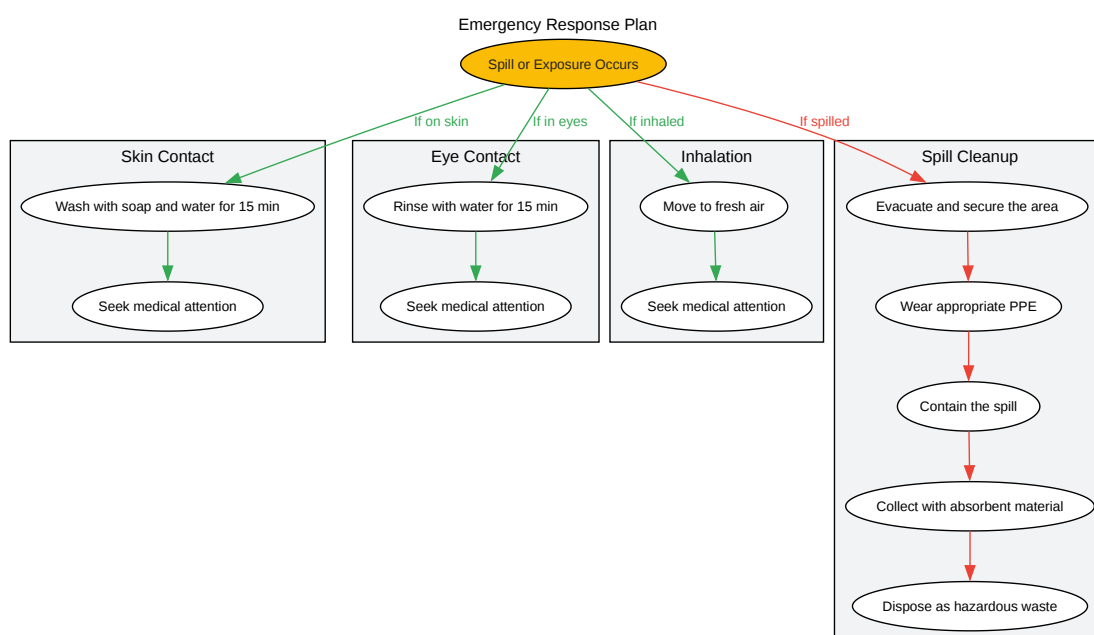 Emergency Response Plan
Spill or Exposure Occurs
If on skin
If in eyes
If inhaled
If spilled
Skin Contact
Wash with soap and water for 15 min
Seek medical attention
Eye Contact
Rinse with water for 15 min
Seek medical attention
Inhalation
Move to fresh air
Seek medical attention
Spill Cleanup
Evacuate and secure the area
Wear appropriate PPE
Contain the spill
Collect with absorbent material
Dispose as hazardous waste